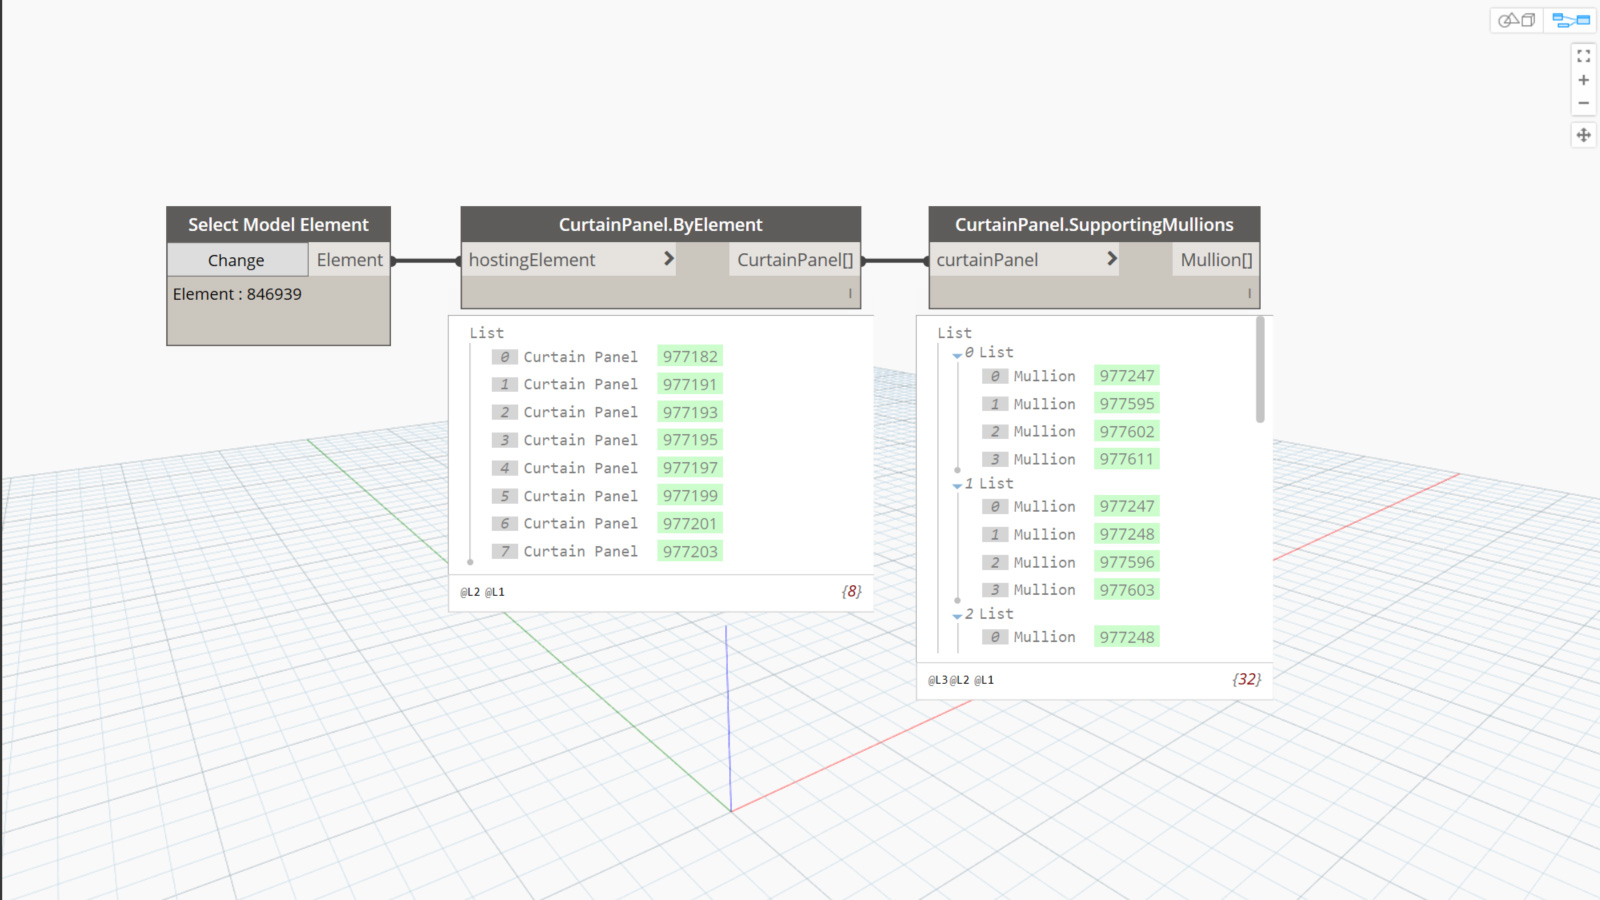 Select Model Element
Change Element
Element : 846939
CurtainPanel.ByElement
hostingElement > CurtainPanel[]
l
List
0 Curtain Panel 977182
1 Curtain Panel 977191
2 Curtain Panel 977193
3 Curtain Panel 977195
4 Curtain Panel 977197
5 Curtain Panel 977199
6 Curtain Panel 977201
7 Curtain Panel 977203
@L2 @L1 {8}
CurtainPanel.SupportingMullions
curtainPanel > Mullion[]
l
List
0 List
0 Mullion 977247
1 Mullion 977595
2 Mullion 977602
3 Mullion 977611
1 List
0 Mullion 977247
1 Mullion 977248
2 Mullion 977596
3 Mullion 977603
2 List
0 Mullion 977248
@L3 @L2 @L1 {32}